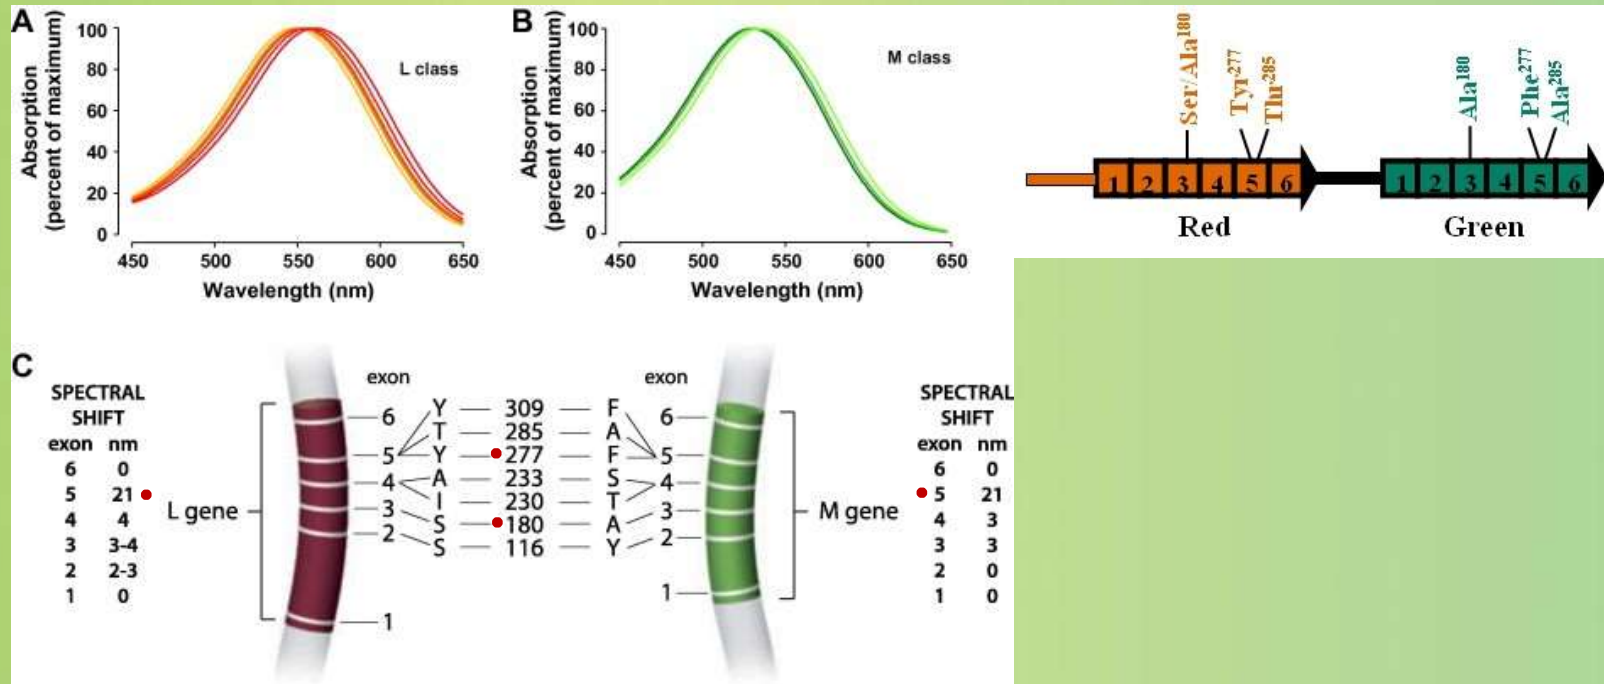 A
Absorption
(percent of maximum)
100
80
60
40
20
0
L class
450 500 550 600 650
Wavelength (nm)
B
Absorption
(percent of maximum)
100
80
60
40
20
0
M class
450 500 550 600 650
Wavelength (nm)
Ser/Ala180
Tyr277
Thr285
Ala180
Phe277
Ala285
1 2 3 4 5 6
1 2 3 4 5 6
Red
Green
C
SPECTRAL
SHIFT
exon nm
6 0
5 21
4 4
3 3-4
2 2-3
1 0
L gene
exon
6
5
4
3
2
1
Y 309 F
T 285 A
Y 277 F
A 233 S
I 230 T
S 180 A
S 116 Y
exon
6
5
4
3
2
1
M gene
SPECTRAL
SHIFT
exon nm
6 0
5 21
4 3
3 3
2 0
1 0